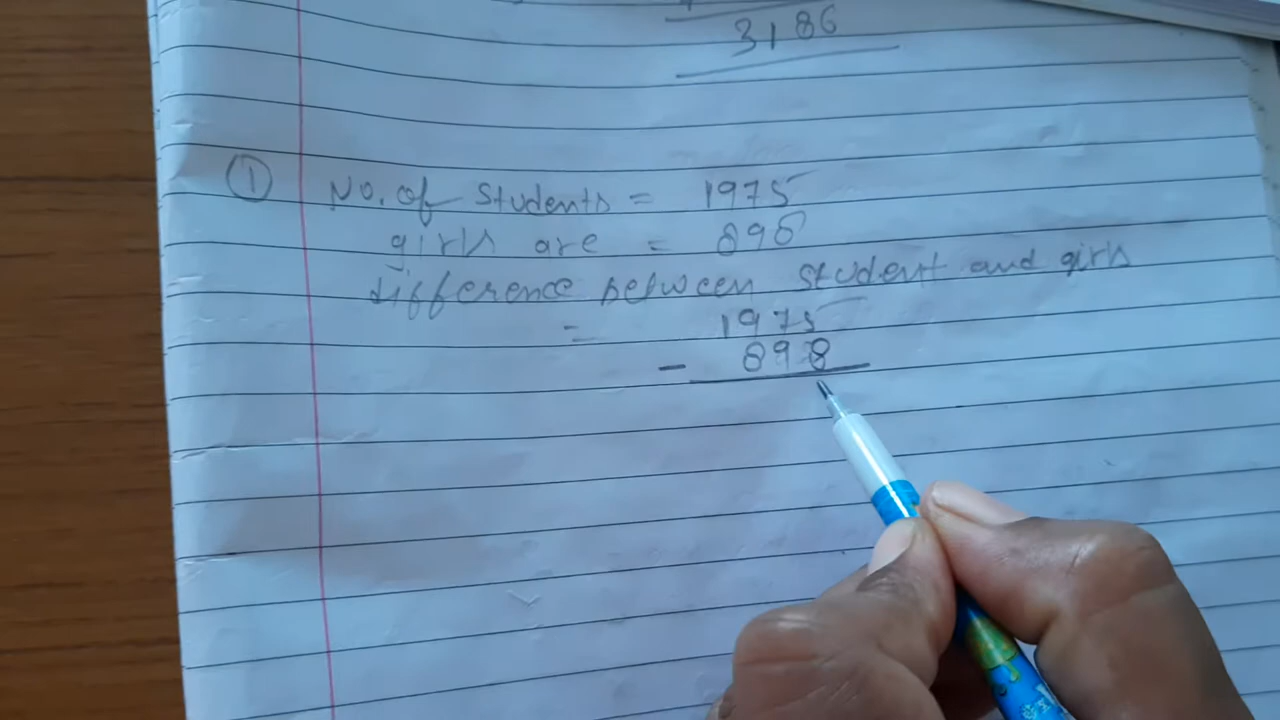 3186
① No. of Students = 1975
girls are = 898
difference between student and girls
= 1975
- 898